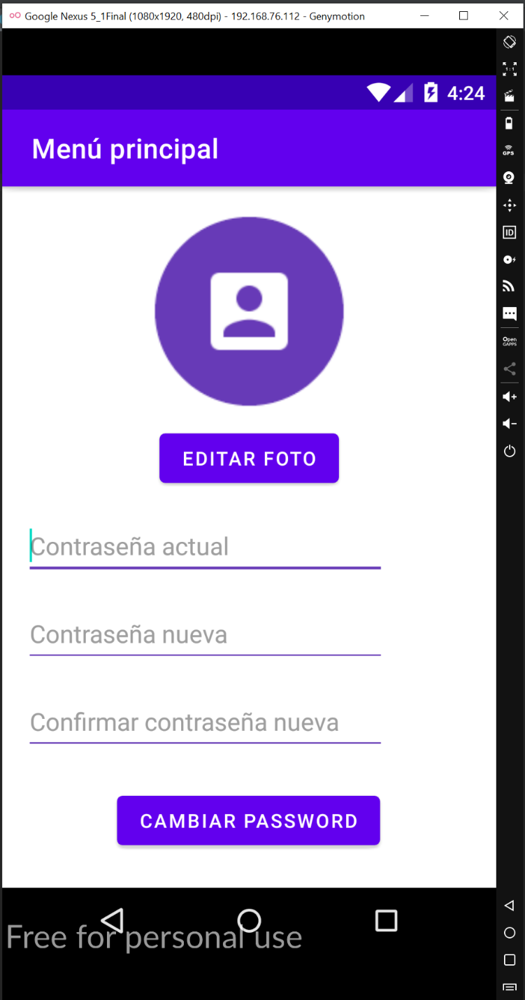 Google Nexus 5_1Final (1080x1920, 480dpi) - 192.168.76.112 - Genymotion
4:24
Menú principal
1:1
GPS
ID
Open
GAPPS
EDITAR FOTO
Contraseña actual
Contraseña nueva
Confirmar contraseña nueva
CAMBIAR PASSWORD
Free for personal use